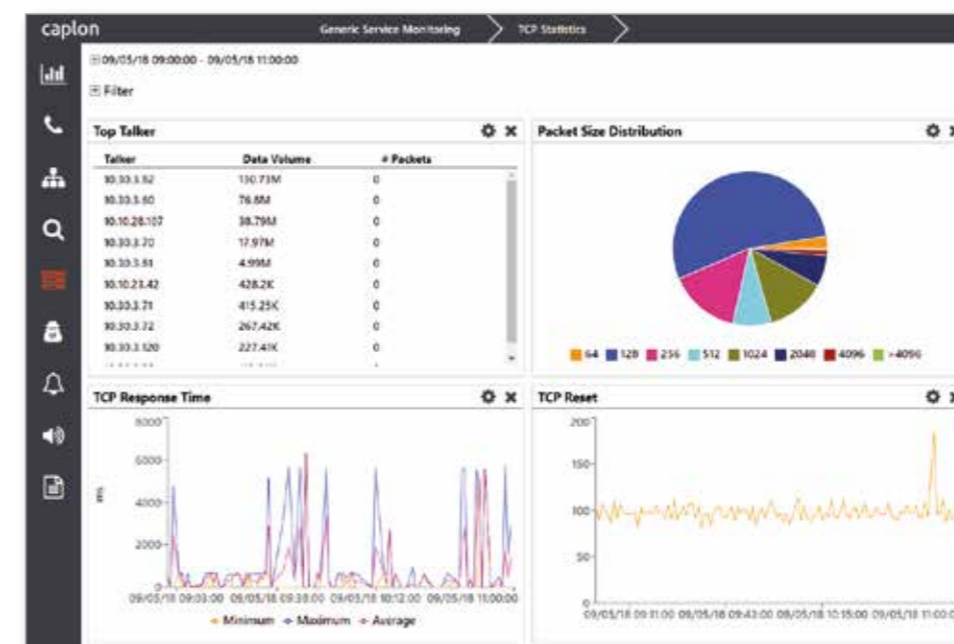 caplon
Generic Service Monitoring TCP Statistics
09/05/18 09:00:00 - 09/05/18 11:00:00
Filter
Top Talker
Talker Data Volume # Packets
10.10.3.62 130.73M 0
10.10.3.60 76.8M 0
10.10.28.107 38.79M 0
10.10.3.70 17.97M 0
10.10.3.61 4.99M 0
10.10.23.42 428.2K 0
10.10.3.71 415.25K 0
10.10.3.72 267.42K 0
10.10.3.120 227.41K 0
Packet Size Distribution
64 128 256 512 1024 2048 4096 >4096
TCP Response Time
8000
6000
ms
4000
2000
0
09/05/18 09:03:00 09/05/18 09:38:00 09/05/18 10:12:00 09/05/18 11:00:00
Minimum Maximum Average
TCP Reset
200
150
100
50
0
09/05/18 09:11:00 09/05/18 09:43:00 09/05/18 10:15:00 09/05/18 11:00:0